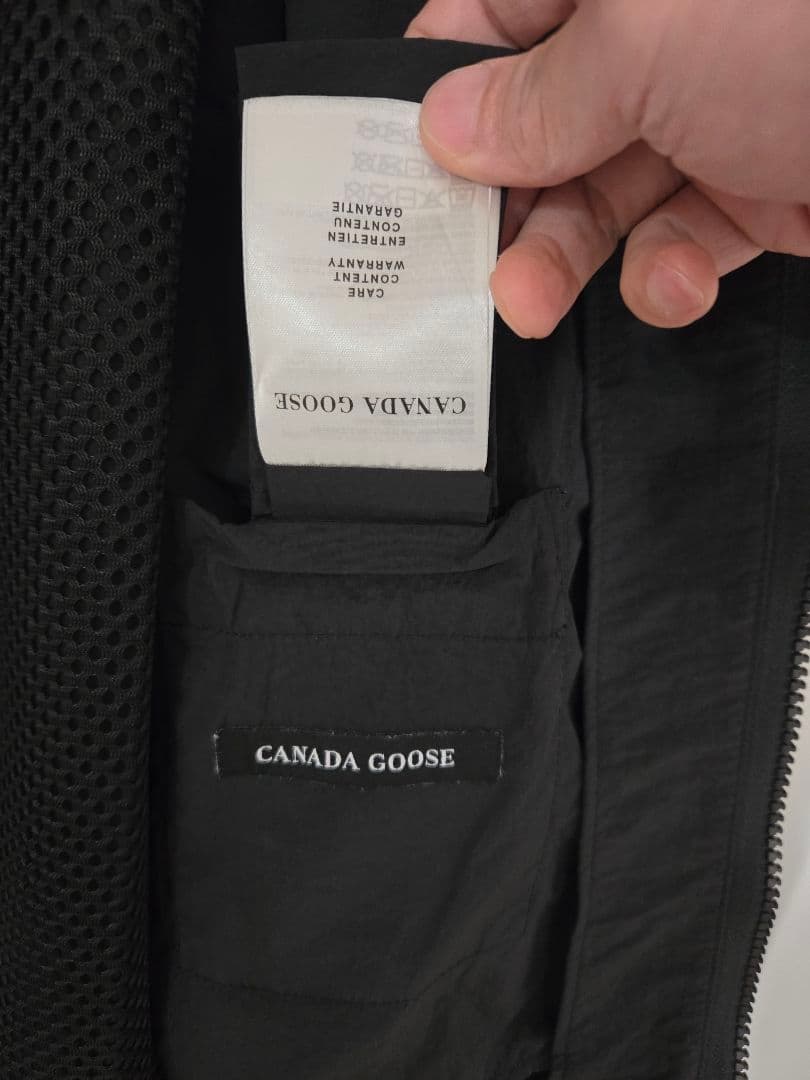 CANADA GOOSE
CARE
CONTENT
WARRANTY
ENTRETIEN
CONTENU
GARANTIE
CANADA GOOSE